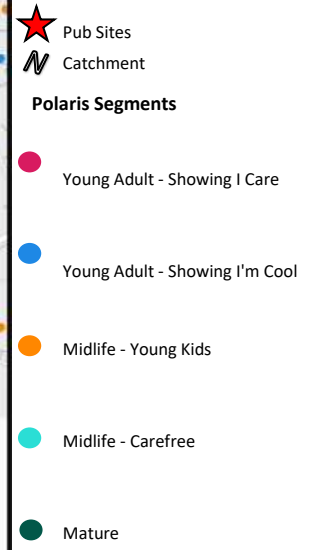 Pub Sites
Catchment
Polaris Segments
Young Adult - Showing I Care
Young Adult - Showing I'm Cool
Midlife - Young Kids
Midlife - Carefree
Mature